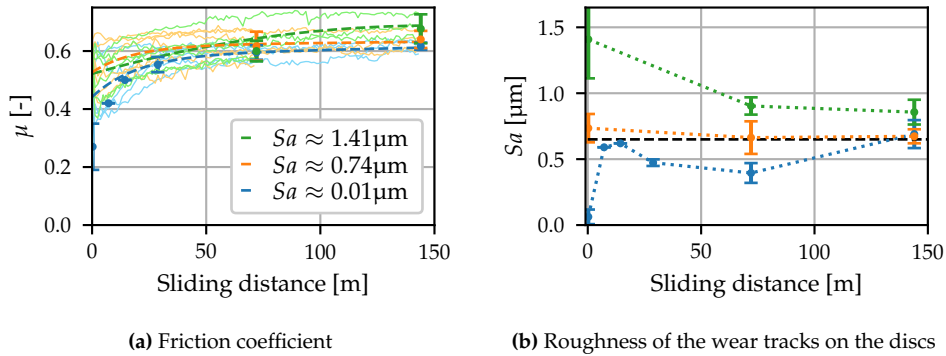 0.6
0.4
0.2
0.0
μ [-]
Sa ≈ 1.41μm
Sa ≈ 0.74μm
Sa ≈ 0.01μm
0
50
100
150
Sliding distance [m]
(a) Friction coefficient
1.5
1.0
0.5
0.0
Sa [μm]
0
50
100
150
Sliding distance [m]
(b) Roughness of the wear tracks on the discs